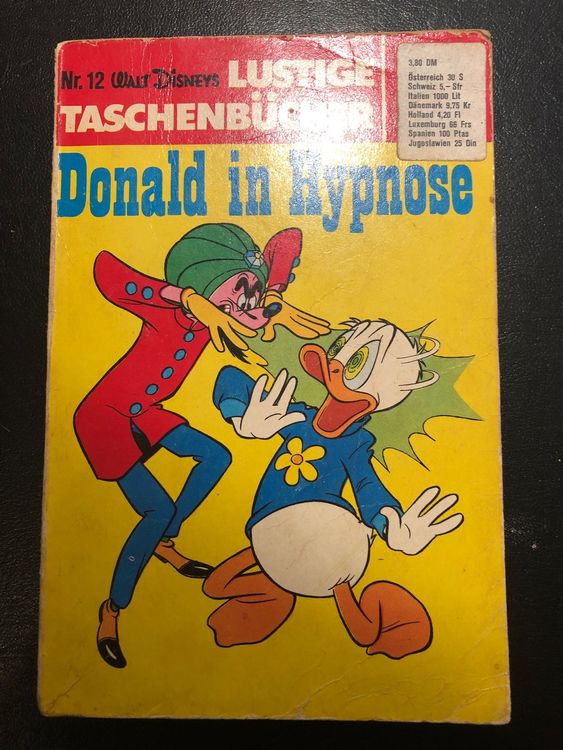 Nr. 12 WALT DISNEYS LUSTIGE
TASCHENBÜCHER
Donald in Hypnose
3,80 DM
Österreich 30 S
Schweiz 5,– Sfr
Italien 1000 Lit
Dänemark 9,75 Kr
Holland 4,20 Fl
Luxemburg 66 Frs
Spanien 100 Ptas
Jugoslawien 25 Din